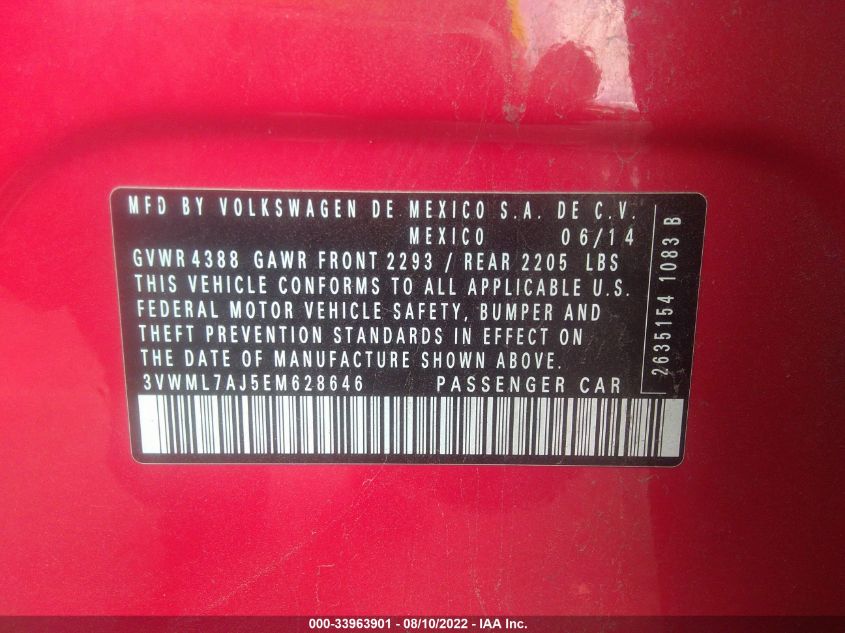 MFD BY VOLKSWAGEN DE MEXICO S.A. DE C.V.
MEXICO 06/14
GVWR 4388 GAWR FRONT 2293 / REAR 2205 LBS
THIS VEHICLE CONFORMS TO ALL APPLICABLE U.S.
FEDERAL MOTOR VEHICLE SAFETY, BUMPER AND
THEFT PREVENTION STANDARDS IN EFFECT ON
THE DATE OF MANUFACTURE SHOWN ABOVE.
3VWML7AJ5EM628646 PASSENGER CAR
2635154 1083 B
000-33963901 - 08/10/2022 - IAA Inc.